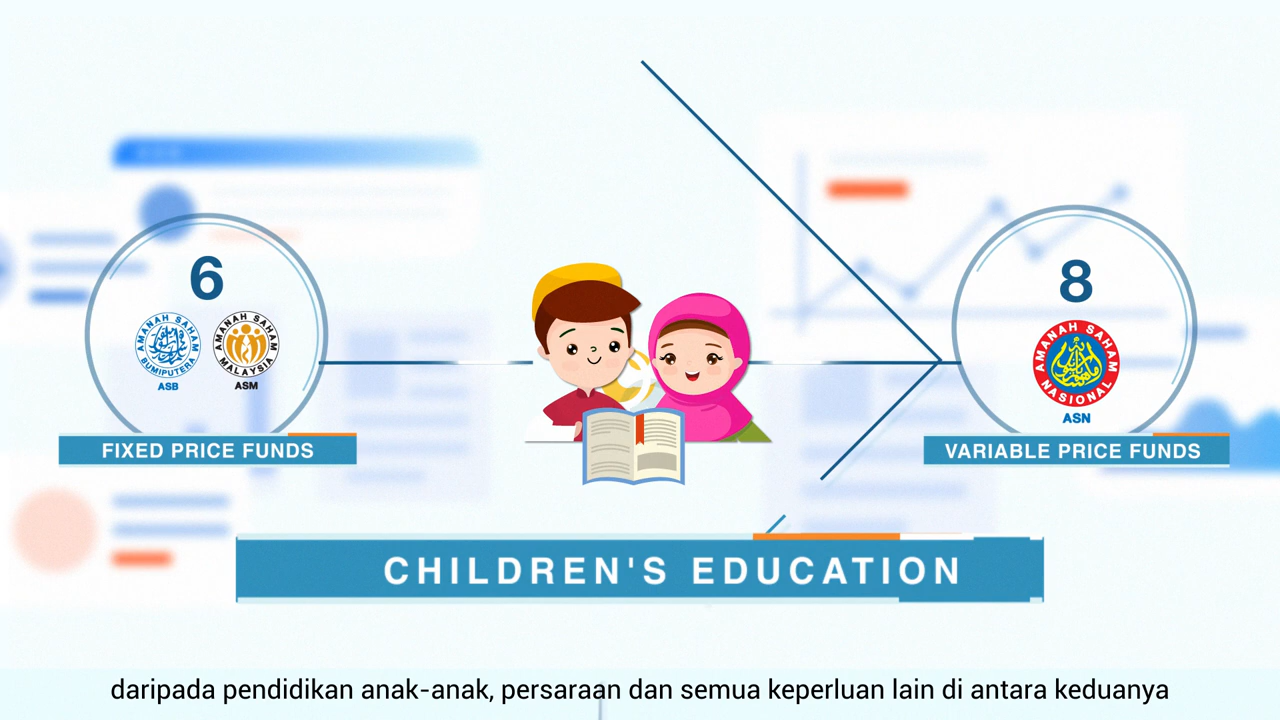 6
AMANAH SAHAM
BUMIPUTERA
ASB
AMANAH SAHAM
MALAYSIA
ASM
FIXED PRICE FUNDS
8
AMANAH SAHAM
NASIONAL
ASN
VARIABLE PRICE FUNDS
CHILDREN'S EDUCATION
daripada pendidikan anak-anak, persaraan dan semua keperluan lain di antara keduanya